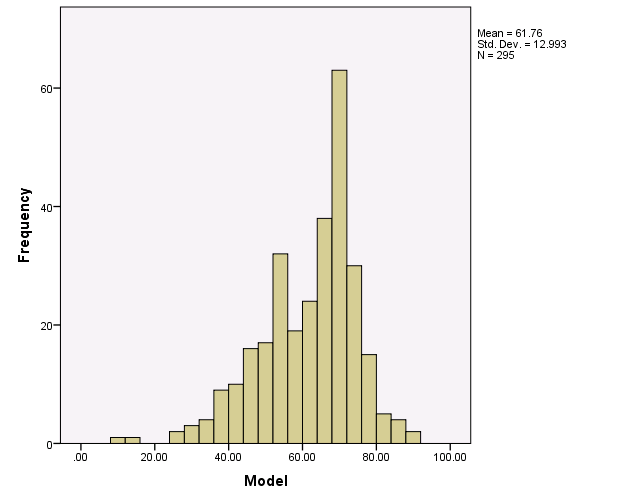 Mean = 61.76
Std. Dev. = 12.993
N = 295
Frequency
60
40
20
0
.00 20.00 40.00 60.00 80.00 100.00
Model